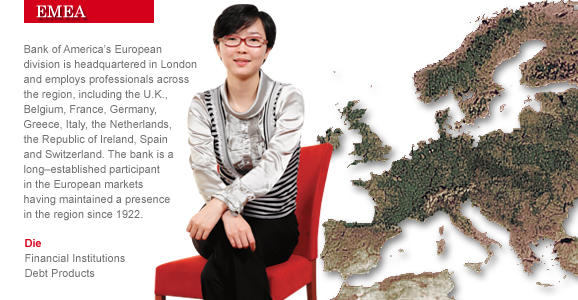 EMEA
Bank of America's European
division is headquartered in London
and employs professionals across
the region, including the U.K.,
Belgium, France, Germany,
Greece, Italy, the Netherlands,
the Republic of Ireland, Spain
and Switzerland. The bank is a
long–established participant
in the European markets
having maintained a presence
in the region since 1922.
Die
Financial Institutions
Debt Products